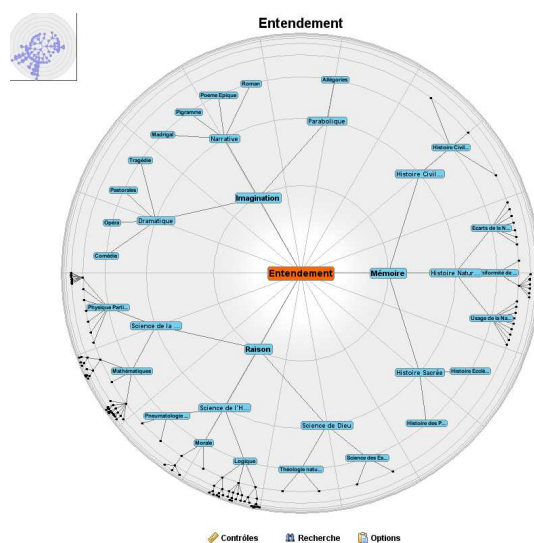 Entendement
Roman
Poème Epique
Pigramme
Madrigal
Narrative
Allégories
Parabolique
Histoire Civil...
Histoire Civil...
Tragédie
Pastorales
Imagination
Dramatique
Opéra
Comédie
Ecarts de la N...
Entendement
Mémoire
Histoire Natur...
Usage de la Na...
Physique Parti...
Science de la ...
Raison
Mathématiques
Histoire Sacrée
Histoire Ecclé...
Pneumatologie ...
Science de l'H...
Histoire des P...
Science de Dieu
Morale
Logique
Théologie natu...
Science des Es...
Contrôles
Recherche
Options